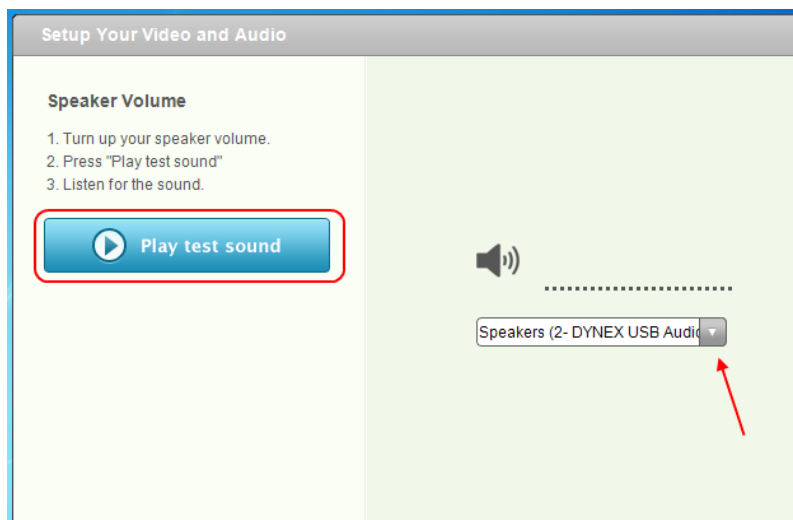 Setup Your Video and Audio
Speaker Volume
1. Turn up your speaker volume.
2. Press "Play test sound"
3. Listen for the sound.
Play test sound
Speakers (2- DYNEX USB Audio